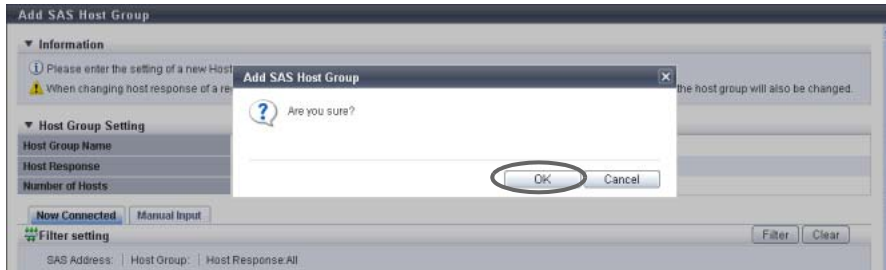 Add SAS Host Group
Information
Please enter the setting of a new Host
When changing host response of a re
the host group will also be changed.
Add SAS Host Group
Are you sure?
OK Cancel
Host Group Setting
Host Group Name
Host Response
Number of Hosts
Now Connected Manual Input
Filter setting Filter Clear
SAS Address: Host Group: Host Response:All